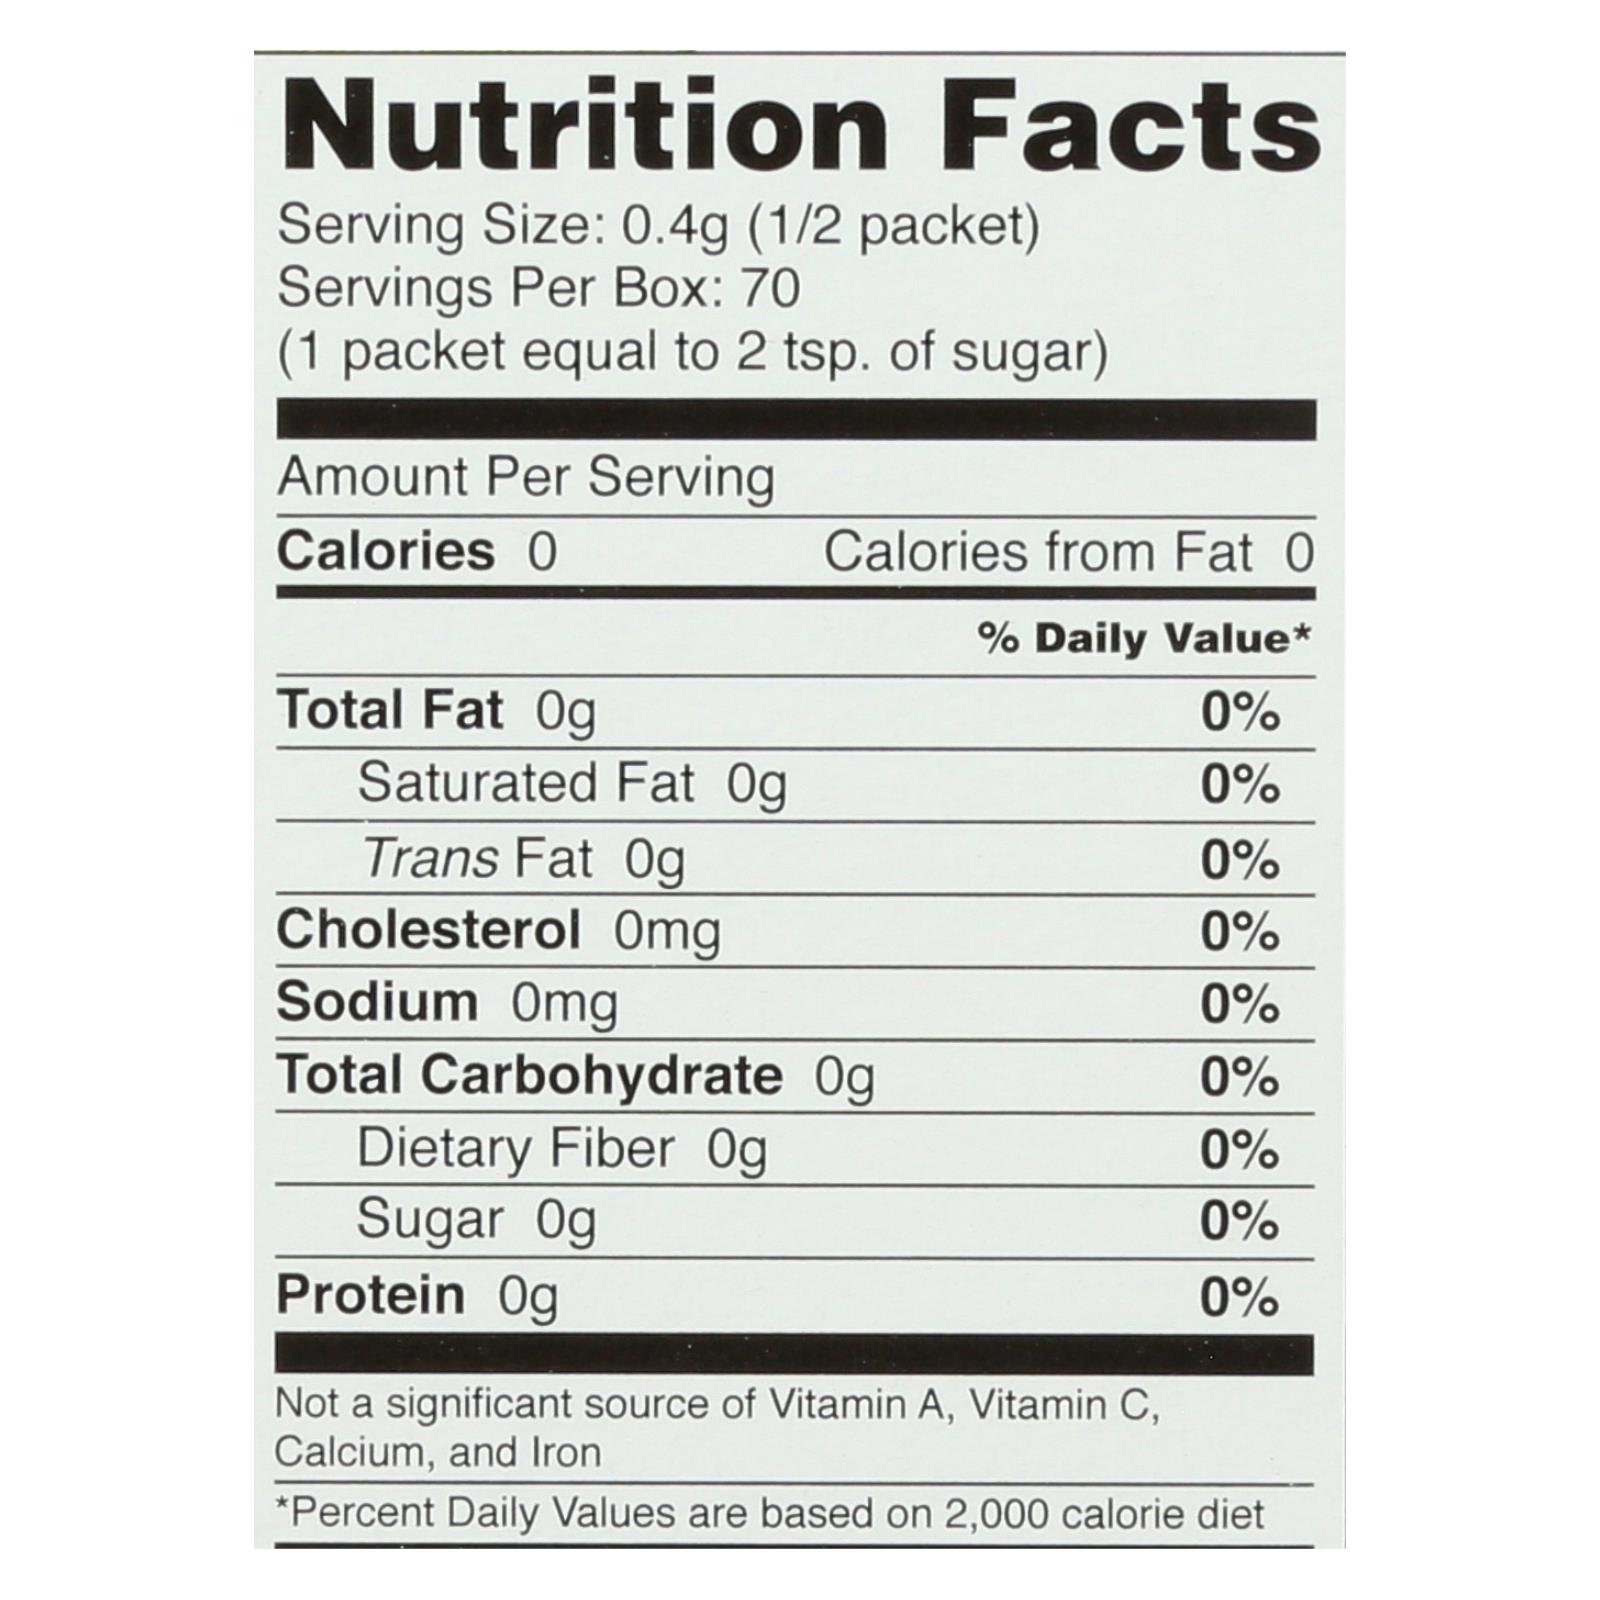 Nutrition Facts
Serving Size: 0.4g (1/2 packet)
Servings Per Box: 70
(1 packet equal to 2 tsp. of sugar)
Amount Per Serving
Calories 0 Calories from Fat 0
% Daily Value*
Total Fat 0g 0%
Saturated Fat 0g 0%
Trans Fat 0g 0%
Cholesterol 0mg 0%
Sodium 0mg 0%
Total Carbohydrate 0g 0%
Dietary Fiber 0g 0%
Sugar 0g 0%
Protein 0g 0%
Not a significant source of Vitamin A, Vitamin C,
Calcium, and Iron
*Percent Daily Values are based on 2,000 calorie diet